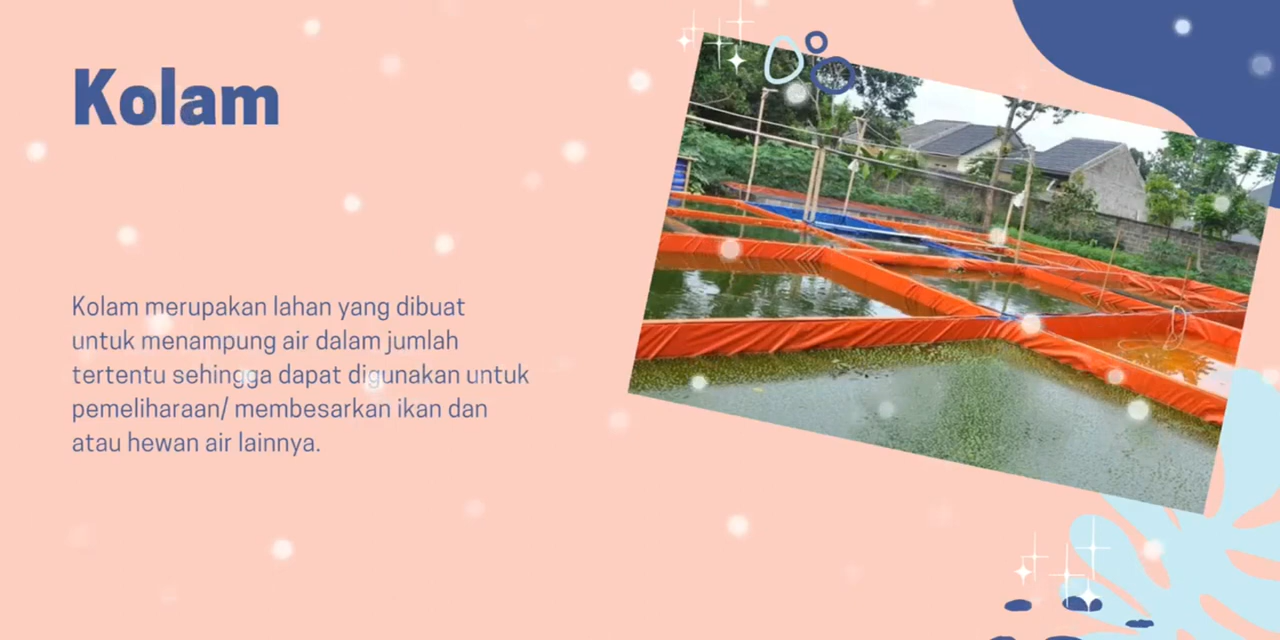 Kolam
Kolam merupakan lahan yang dibuat
untuk menampung air dalam jumlah
tertentu sehingga dapat digunakan untuk
pemeliharaan/ membesarkan ikan dan
atau hewan air lainnya.